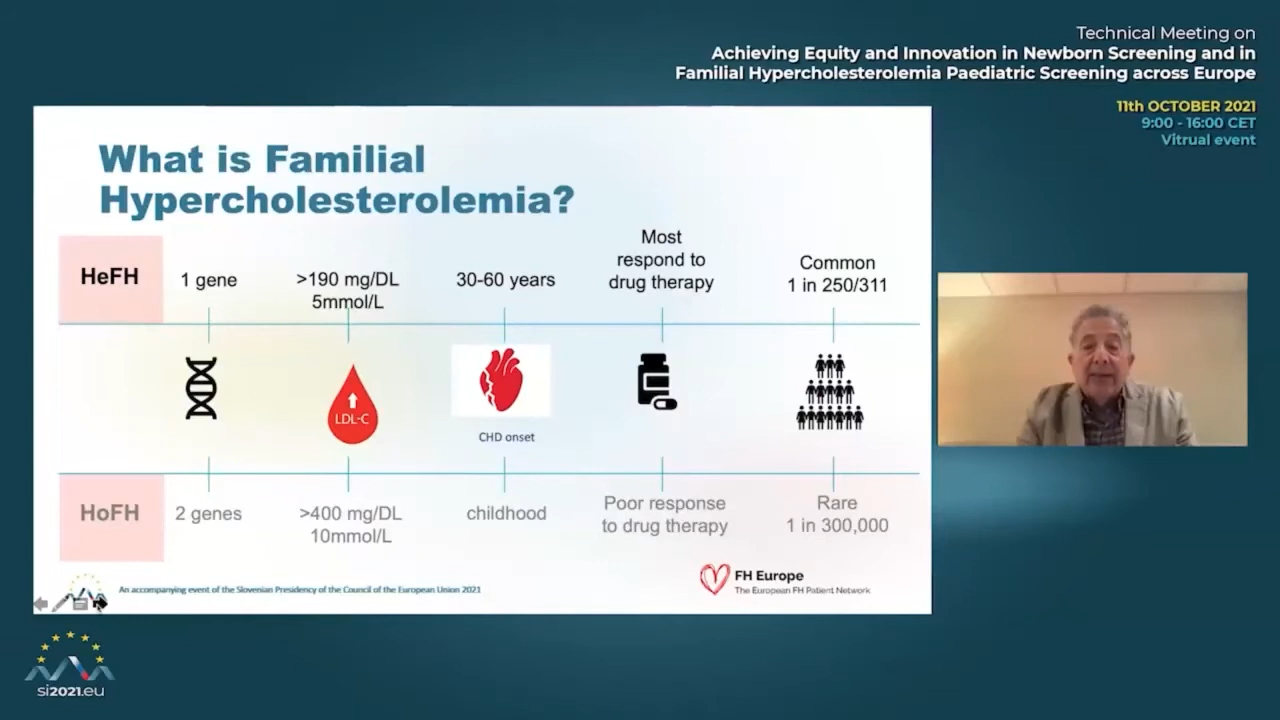 Technical Meeting on
Achieving Equity and Innovation in Newborn Screening and in
Familial Hypercholesterolemia Paediatric Screening across Europe
11th OCTOBER 2021
9:00 - 16:00 CET
Vitrual event
What is Familial
Hypercholesterolemia?
HeFH
1 gene
>190 mg/DL
5mmol/L
30-60 years
Most
respond to
drug therapy
Common
1 in 250/311
LDL-C
CHD onset
HoFH
2 genes
>400 mg/DL
10mmol/L
childhood
Poor response
to drug therapy
Rare
1 in 300,000
An accompanying event of the Slovenian Presidency of the Council of the European Union 2021
FH Europe
The European FH Patient Network
si2021.eu